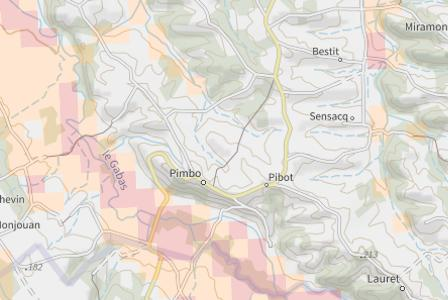 Miramon
Bestit
Sensacq
le Gabas
Pimbo
Pibot
hevin
Monjouan
213
182
Lauret